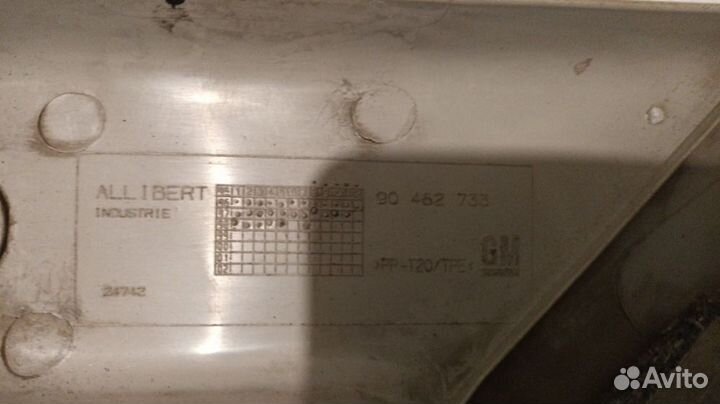 ALLIBERT
INDUSTRIE
90 462 733
>PP-T20/TPE<
GM
24742
Avito